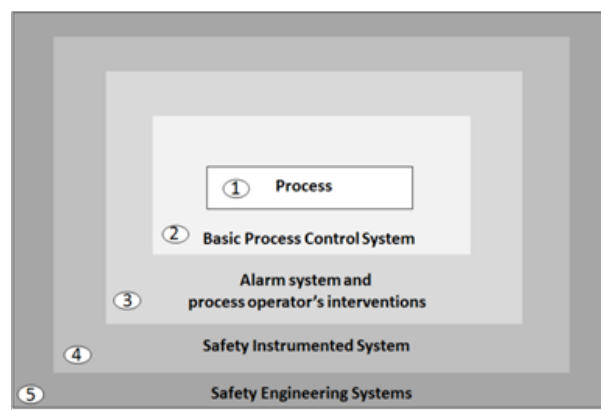 1 Process
2 Basic Process Control System
Alarm system and
3 process operator's interventions
4 Safety Instrumented System
5 Safety Engineering Systems